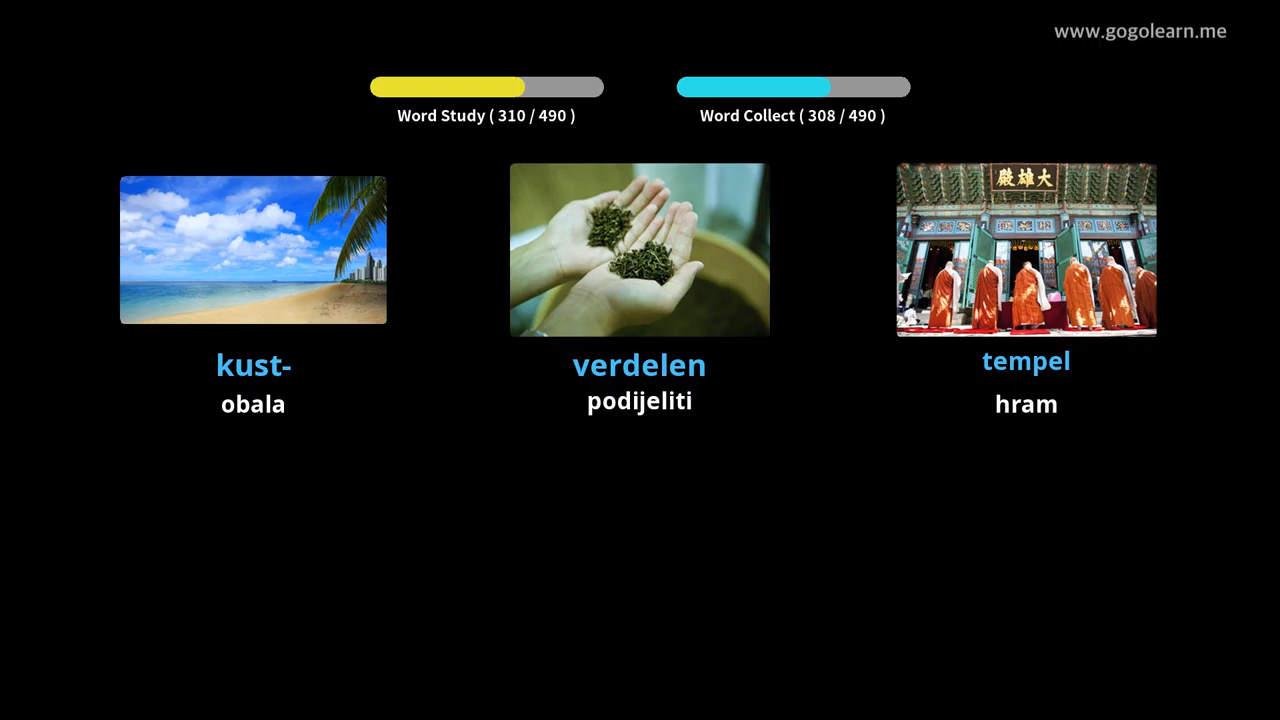 www.gogolearn.me
Word Study ( 310 / 490 )
Word Collect ( 308 / 490 )
大雄殿
kust-
obala
verdelen
podijeliti
tempel
hram